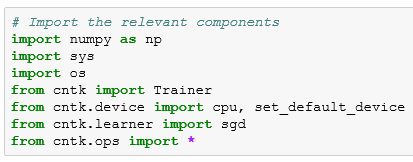 # Import the relevant components
import numpy as np
import sys
import os
from cntk import Trainer
from cntk.device import cpu, set_default_device
from cntk.learner import sgd
from cntk.ops import *